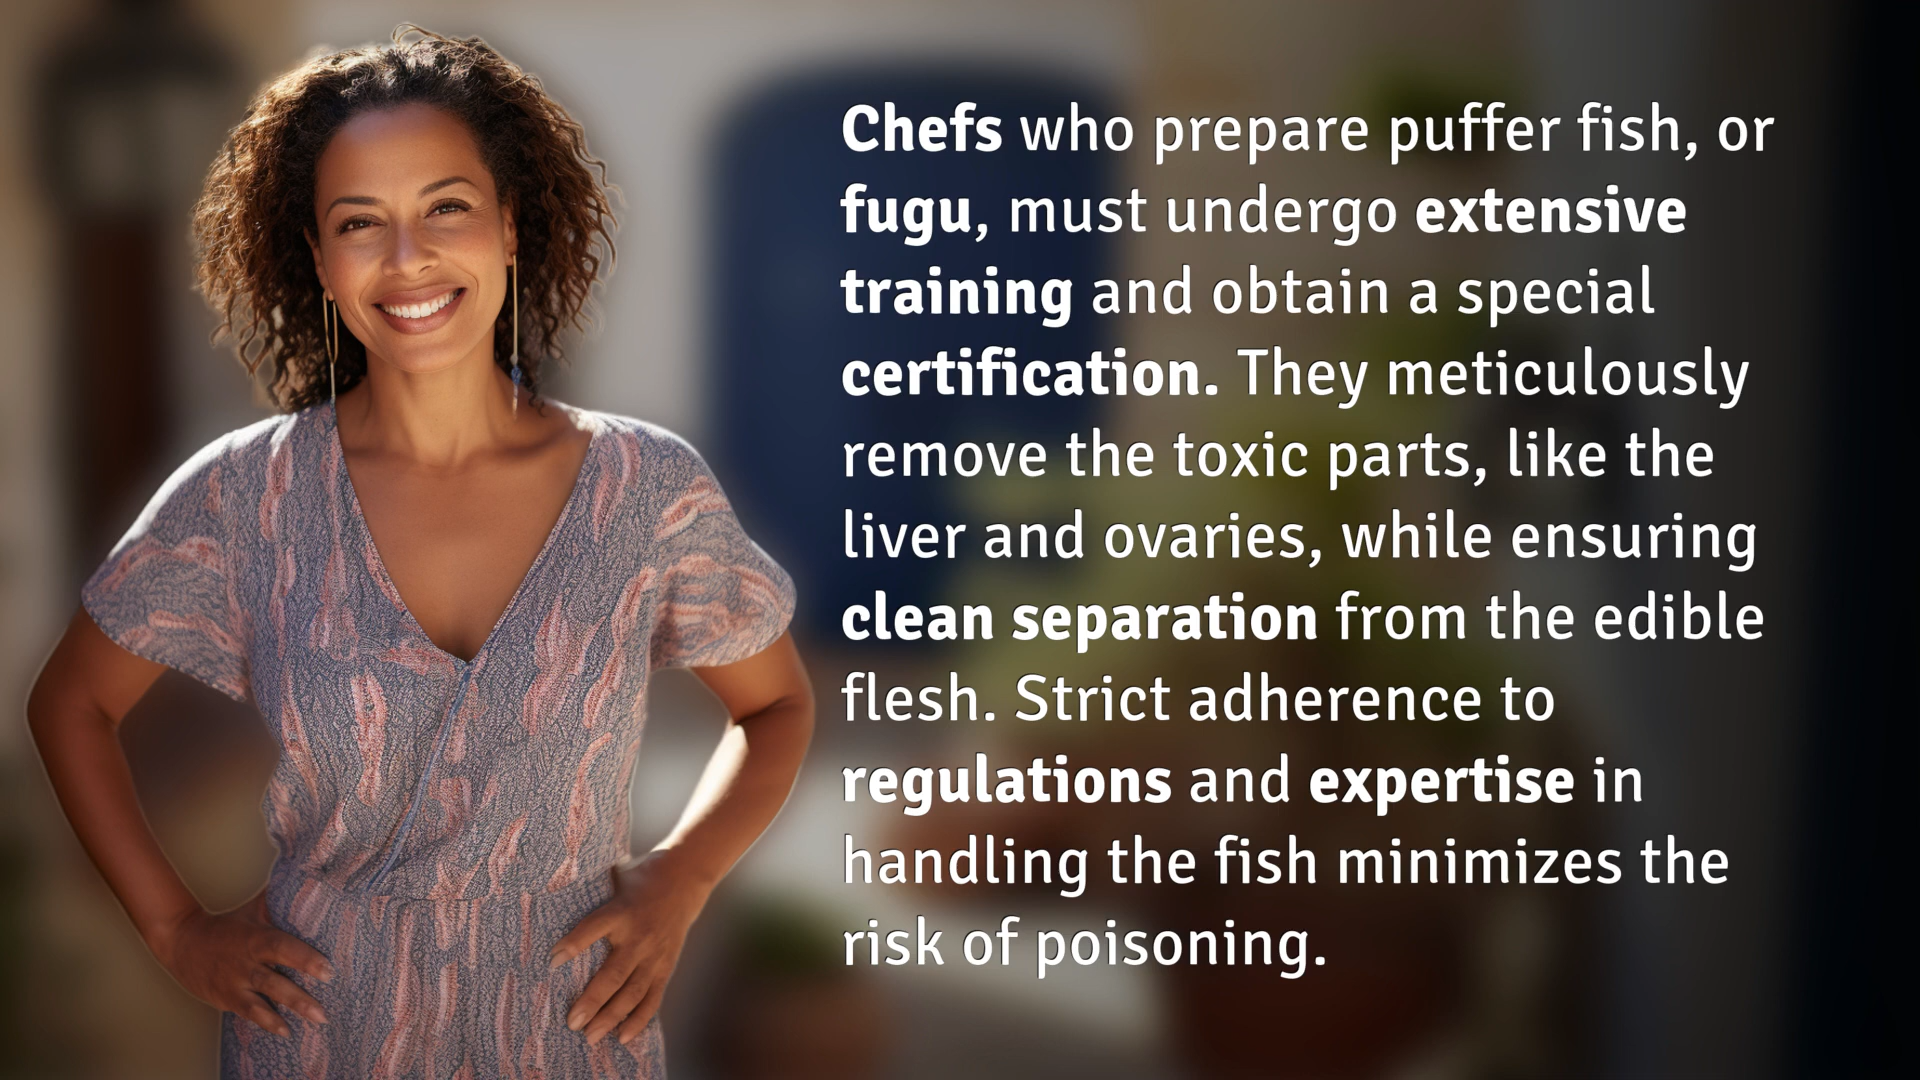 Chefs who prepare puffer fish, or
fugu, must undergo extensive
training and obtain a special
certification. They meticulously
remove the toxic parts, like the
liver and ovaries, while ensuring
clean separation from the edible
flesh. Strict adherence to
regulations and expertise in
handling the fish minimizes the
risk of poisoning.